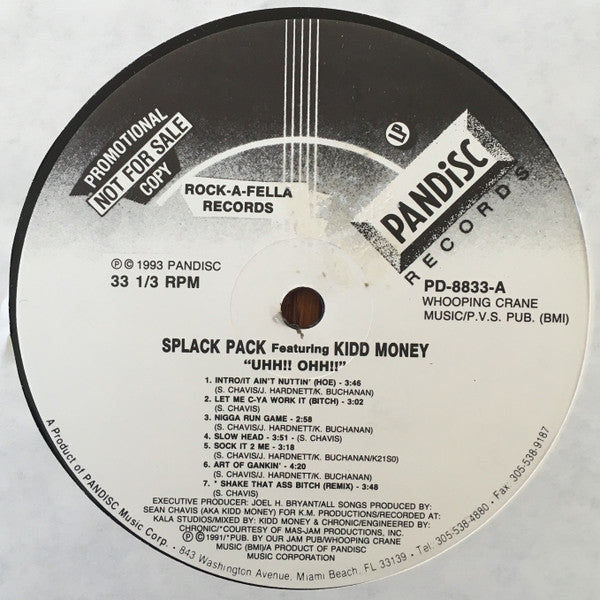 PROMOTIONAL
NOT FOR SALE
COPY
ROCK-A-FELLA
RECORDS
LP
PANDISC
RECORDS
℗ © 1993 PANDISC
33 1/3 RPM
PD-8833-A
WHOOPING CRANE
MUSIC/P.V.S. PUB. (BMI)
SPLACK PACK Featuring KIDD MONEY
"UHH!! OHH!!"
1. INTRO/IT AIN'T NUTTIN' (HOE) - 3:46
(S. CHAVIS/J. HARDNETT/K. BUCHANAN)
2. LET ME C-YA WORK IT (BITCH) - 3:02
(S. CHAVIS)
3. NIGGA RUN GAME - 2:58
(S. CHAVIS/J. HARDNETT/K. BUCHANAN)
4. SLOW HEAD - 3:51 - (S. CHAVIS)
5. SOCK IT 2 ME - 3:18
(S. CHAVIS/J. HARDNETT/K. BUCHANAN/K21S0)
6. ART OF GANKIN' - 4:20
(S. CHAVIS/J. HARDNETT/K. BUCHANAN)
7. * SHAKE THAT ASS BITCH (REMIX) - 3:48
(S. CHAVIS)
EXECUTIVE PRODUCER: JOEL H. BRYANT/ALL SONGS PRODUCED BY:
SEAN CHAVIS (AKA KIDD MONEY) FOR K.M. PRODUCTIONS/RECORDED AT:
KALA STUDIOS/MIXED BY: KIDD MONEY & CHRONIC/ENGINEERED BY:
CHRONIC/*COURTESY OF MAS-JAM PRODUCTIONS, INC.
℗ © 1991/*PUB. BY OUR JAM PUB/WHOOPING CRANE
MUSIC (BMI)/A PRODUCT OF PANDISC
MUSIC CORPORATION
A Product of PANDISC Music Corp. • 843 Washington Avenue, Miami Beach, FL 33139 • Tel 305-538-4880 • Fax 305-538-9187